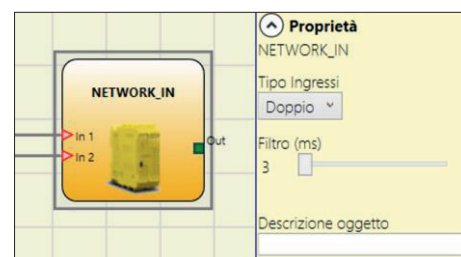 NETWORK_IN
In 1
In 2
Out
Proprietà
NETWORK_IN
Tipo Ingressi
Doppio
Filtro (ms)
3
Descrizione oggetto